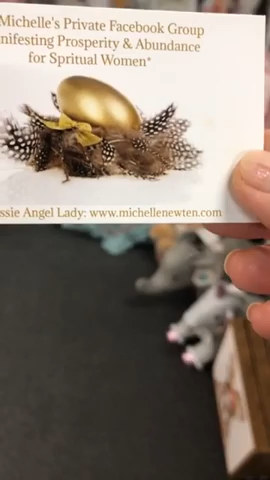 Michelle's Private Facebook Group
nifesting Prosperity & Abundance
for Spritual Women*
ssie Angel Lady: www.michellenewten.com